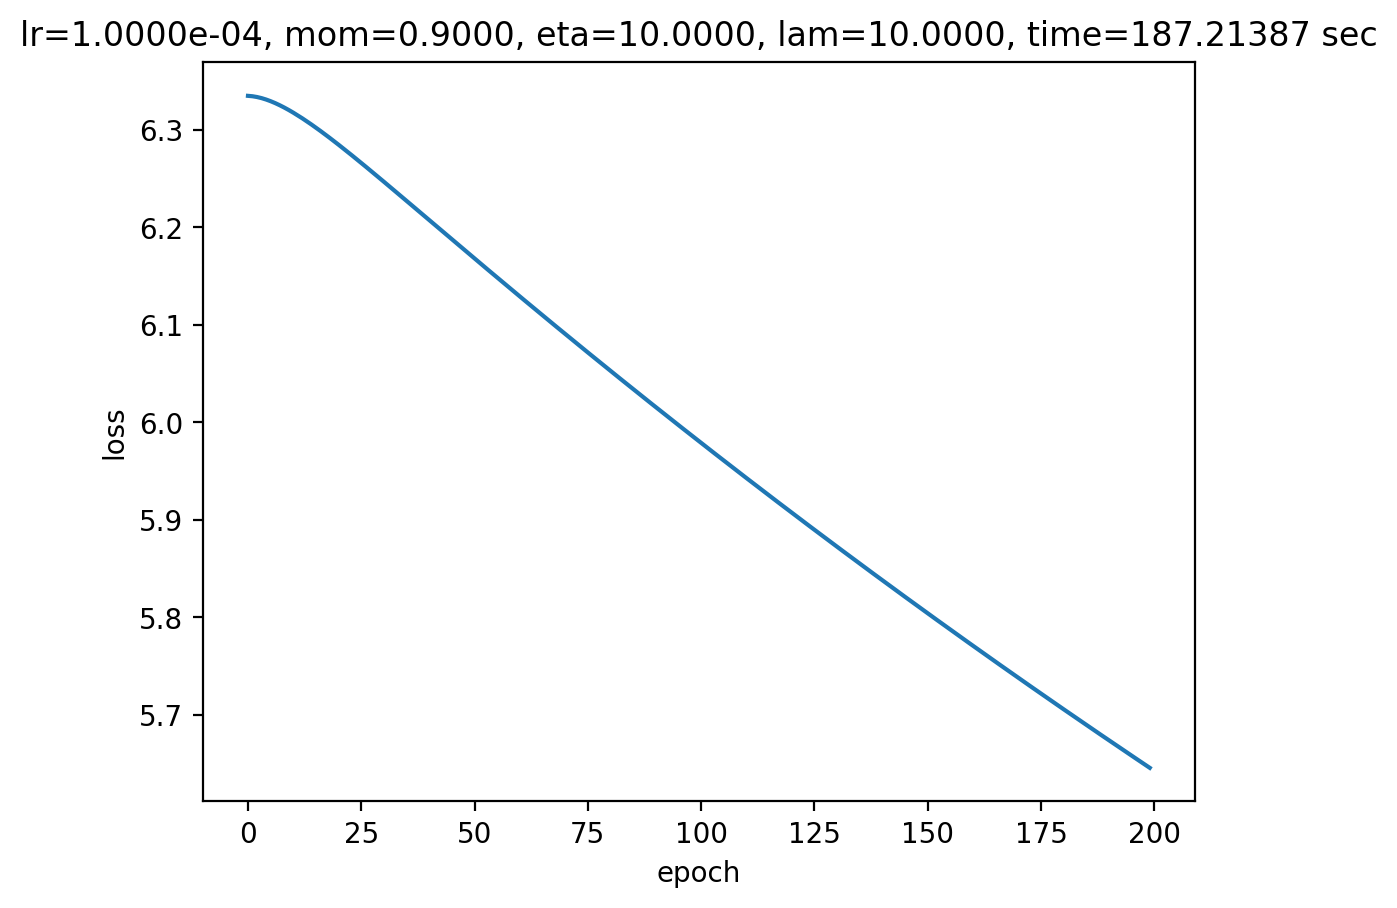 lr=1.0000e-04, mom=0.9000, eta=10.0000, lam=10.0000, time=187.21387 sec
6.3
6.2
6.1
6.0
5.9
5.8
5.7
loss
0 25 50 75 100 125 150 175 200
epoch